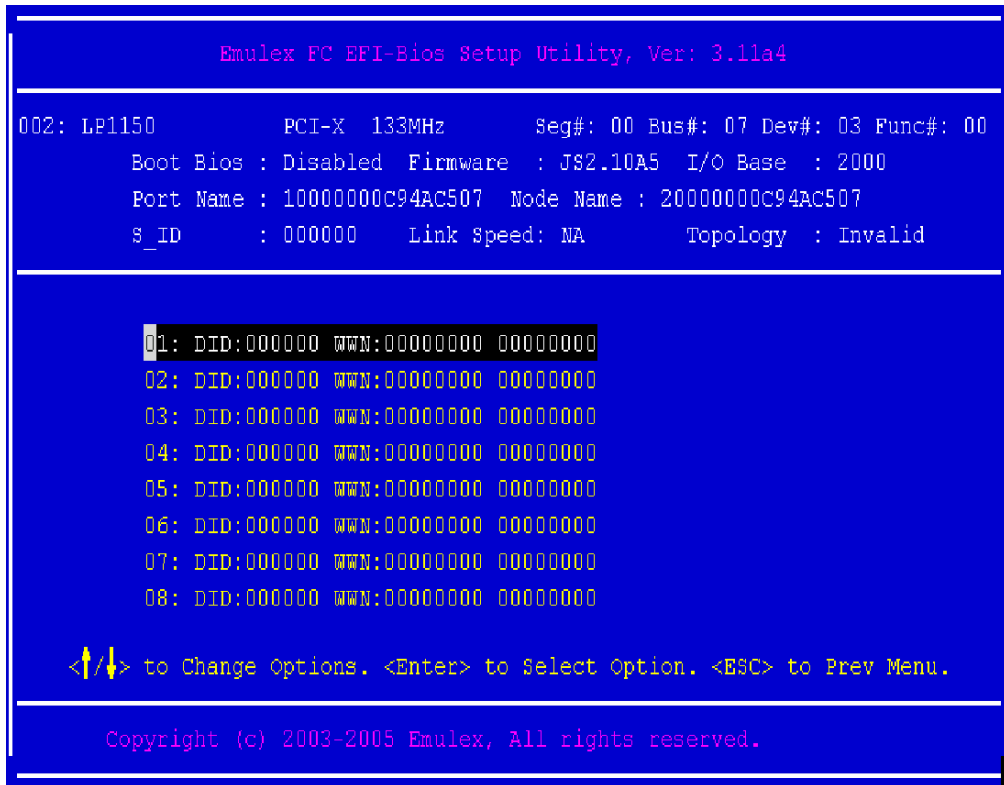 Emulex FC EFI-Bios Setup Utility, Ver: 3.11a4
002: LP1150 PCI-X 133MHz Seg#: 00 Bus#: 07 Dev#: 03 Func#: 00
Boot Bios : Disabled Firmware : JS2.10A5 I/O Base : 2000
Port Name : 10000000C94AC507 Node Name : 20000000C94AC507
S_ID : 000000 Link Speed: NA Topology : Invalid
01: DID:000000 WWN:00000000 00000000
02: DID:000000 WWN:00000000 00000000
03: DID:000000 WWN:00000000 00000000
04: DID:000000 WWN:00000000 00000000
05: DID:000000 WWN:00000000 00000000
06: DID:000000 WWN:00000000 00000000
07: DID:000000 WWN:00000000 00000000
08: DID:000000 WWN:00000000 00000000
<↑/↓> to Change Options. <Enter> to Select Option. <ESC> to Prev Menu.
Copyright (c) 2003-2005 Emulex, All rights reserved.